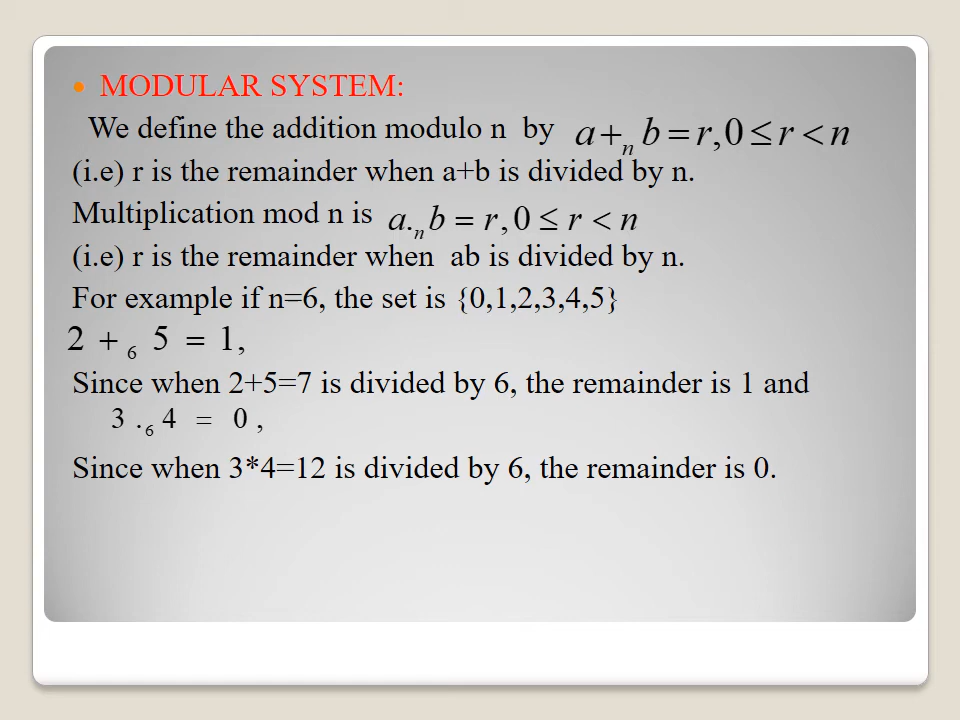 • MODULAR SYSTEM:
We define the addition modulo n by a +ₙ b = r, 0 ≤ r < n
(i.e) r is the remainder when a+b is divided by n.
Multiplication mod n is a.ₙ b = r, 0 ≤ r < n
(i.e) r is the remainder when ab is divided by n.
For example if n=6, the set is {0,1,2,3,4,5}
2 +₆ 5 = 1,
Since when 2+5=7 is divided by 6, the remainder is 1 and
3 .₆ 4 = 0 ,
Since when 3*4=12 is divided by 6, the remainder is 0.